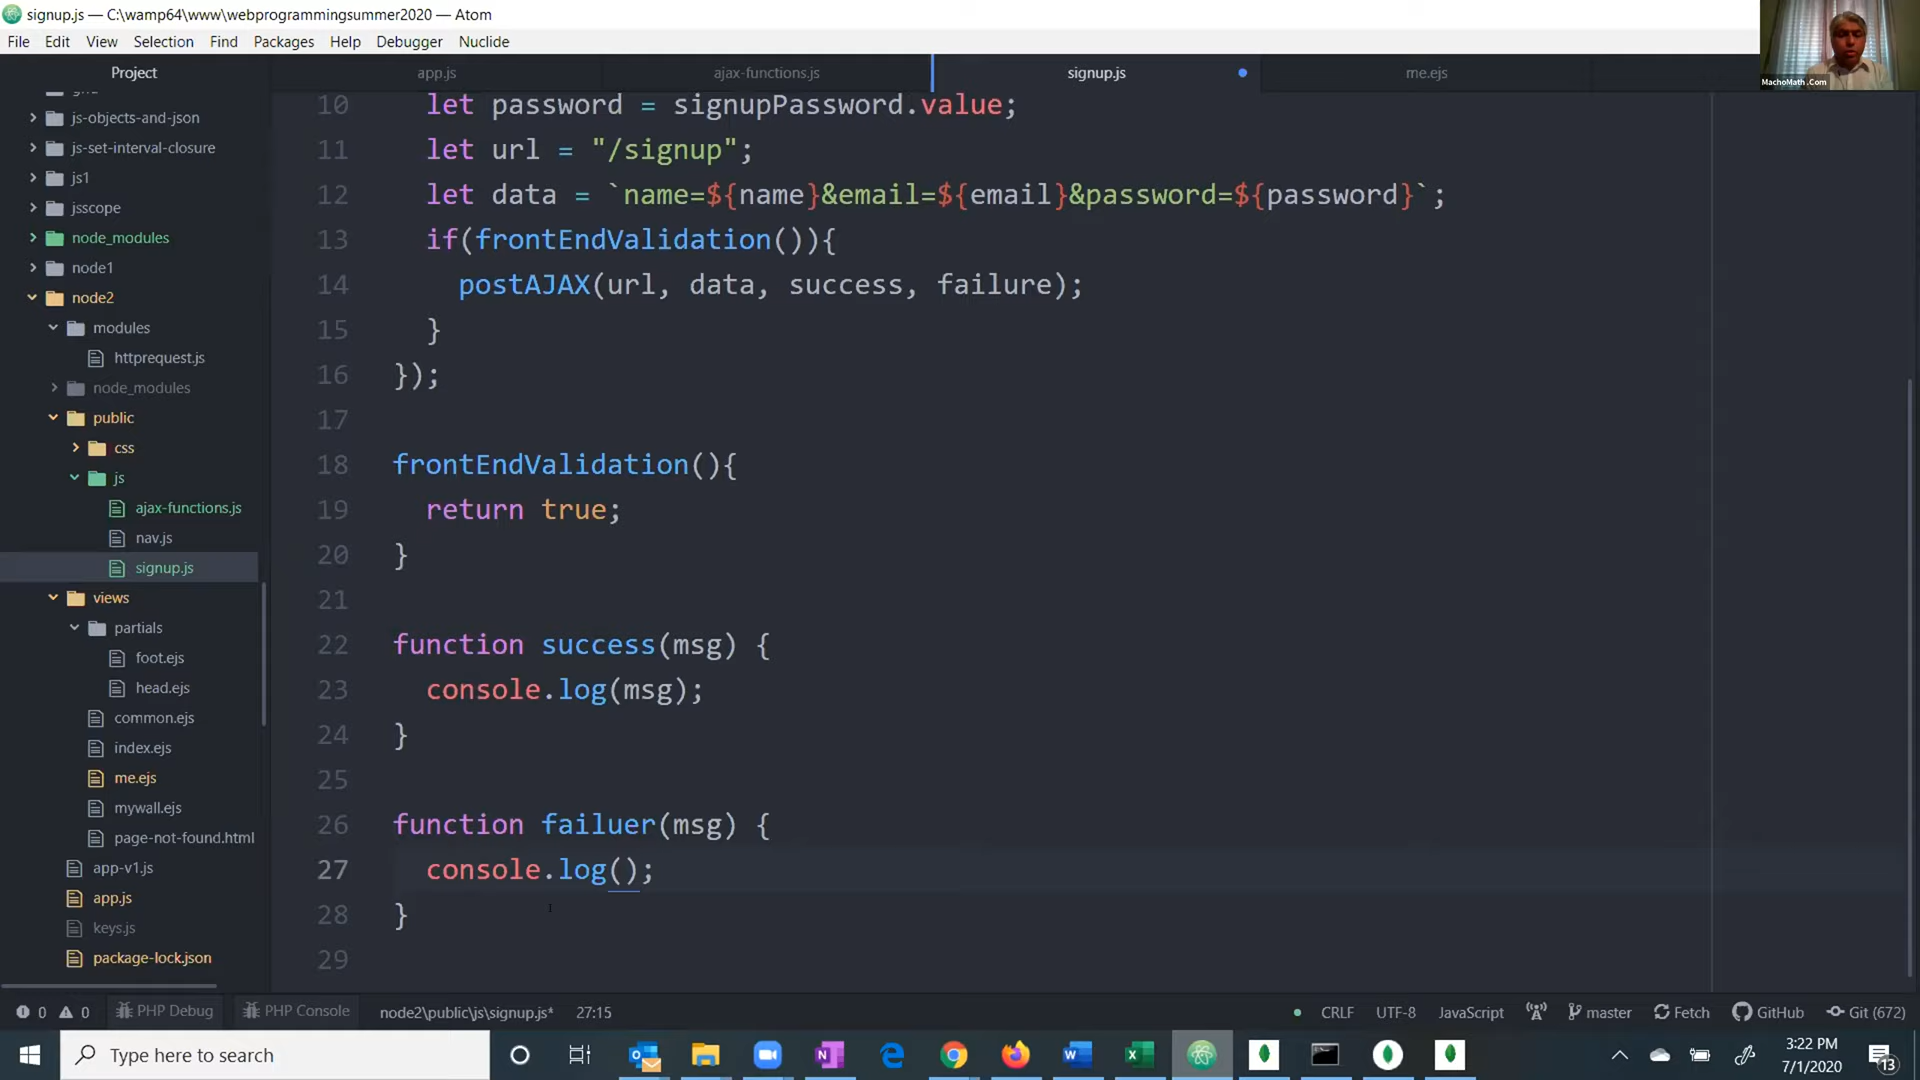 signup.js — C:\wamp64\www\webprogrammingsummer2020 — Atom
File Edit View Selection Find Packages Help Debugger Nuclide
MachoMath .Com
Project
app.js ajax-functions.js signup.js me.ejs
js-objects-and-json
js-set-interval-closure
js1
jsscope
node_modules
node1
node2
modules
httprequest.js
node_modules
public
css
js
ajax-functions.js
nav.js
signup.js
views
partials
foot.ejs
head.ejs
common.ejs
index.ejs
me.ejs
mywall.ejs
page-not-found.html
app-v1.js
app.js
keys.js
package-lock.json
10 let password = signupPassword.value;
11 let url = "/signup";
12 let data = `name=${name}&email=${email}&password=${password}`;
13 if(frontEndValidation()){
14 postAJAX(url, data, success, failure);
15 }
16 });
17
18 frontEndValidation(){
19 return true;
20 }
21
22 function success(msg) {
23 console.log(msg);
24 }
25
26 function failuer(msg) {
27 console.log();
28 }
29
0 0 PHP Debug PHP Console node2\public\js\signup.js* 27:15 CRLF UTF-8 JavaScript master Fetch GitHub Git (672)
Type here to search
3:22 PM
7/1/2020
13